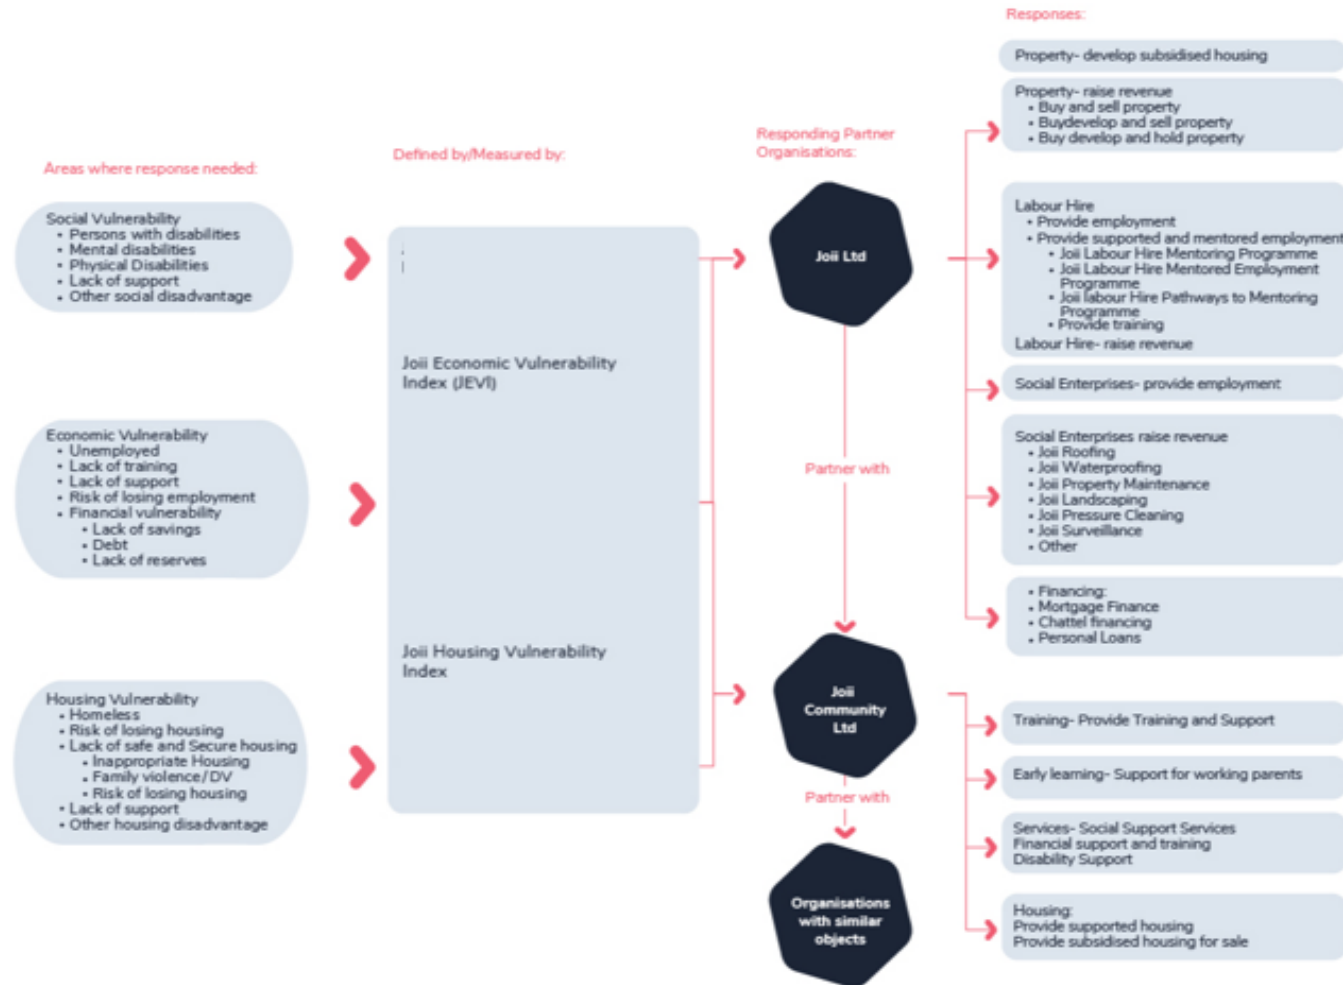 Areas where response needed:
Social Vulnerability
• Persons with disabilities
• Mental disabilities
• Physical Disabilities
• Lack of support
• Other social disadvantage
Economic Vulnerability
• Unemployed
• Lack of training
• Lack of support
• Risk of losing employment
• Financial vulnerability
• Lack of savings
• Debt
• Lack of reserves
Housing Vulnerability
• Homeless
• Risk of losing housing
• Lack of safe and Secure housing
• Inappropriate Housing
• Family violence/DV
• Risk of losing housing
• Lack of support
• Other housing disadvantage
Defined by/Measured by:
Joii Economic Vulnerability
Index (JEVI)
Joii Housing Vulnerability
Index
Responding Partner
Organisations:
Joii Ltd
Partner with
Joii
Community
Ltd
Partner with
Organisations
with similar
objects
Responses:
Property- develop subsidised housing
Property- raise revenue
• Buy and sell property
• Buydevelop and sell property
• Buy develop and hold property
Labour Hire
• Provide employment
• Provide supported and mentored employment
• Joii Labour Hire Mentoring Programme
• Joii Labour Hire Mentored Employment
Programme
• Joii labour Hire Pathways to Mentoring
Programme
• Provide training
Labour Hire- raise revenue
Social Enterprises- provide employment
Social Enterprises raise revenue
• Joii Roofing
• Joii Waterproofing
• Joii Property Maintenance
• Joii Landscaping
• Joii Pressure Cleaning
• Joii Surveillance
• Other
• Financing:
• Mortgage Finance
• Chattel financing
• Personal Loans
Training- Provide Training and Support
Early learning- Support for working parents
Services- Social Support Services
Financial support and training
Disability Support
Housing:
Provide supported housing
Provide subsidised housing for sale